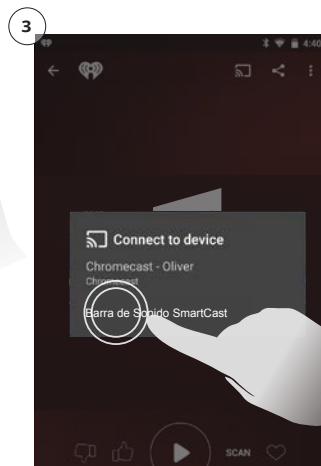 3
4:40
Connect to device
Chromecast - Oliver
Chromecast
Barra de Sonido SmartCast
SCAN